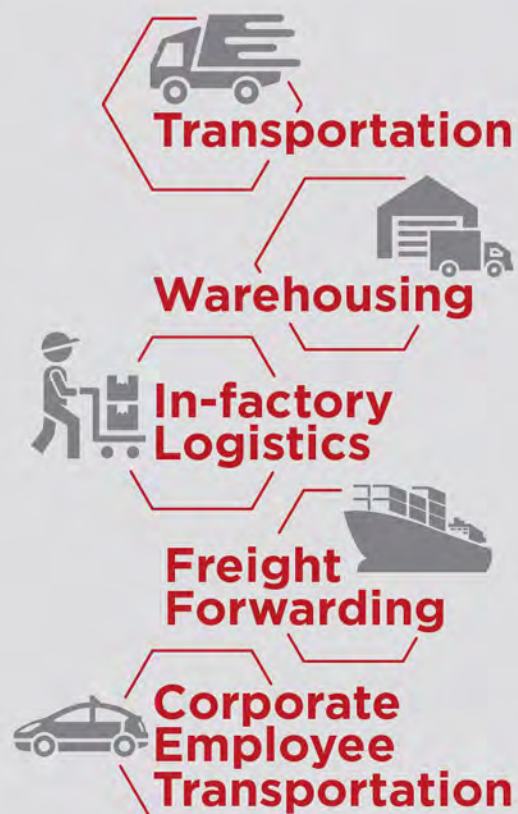 Transportation
Warehousing
In-factory
Logistics
Freight
Forwarding
Corporate
Employee
Transportation